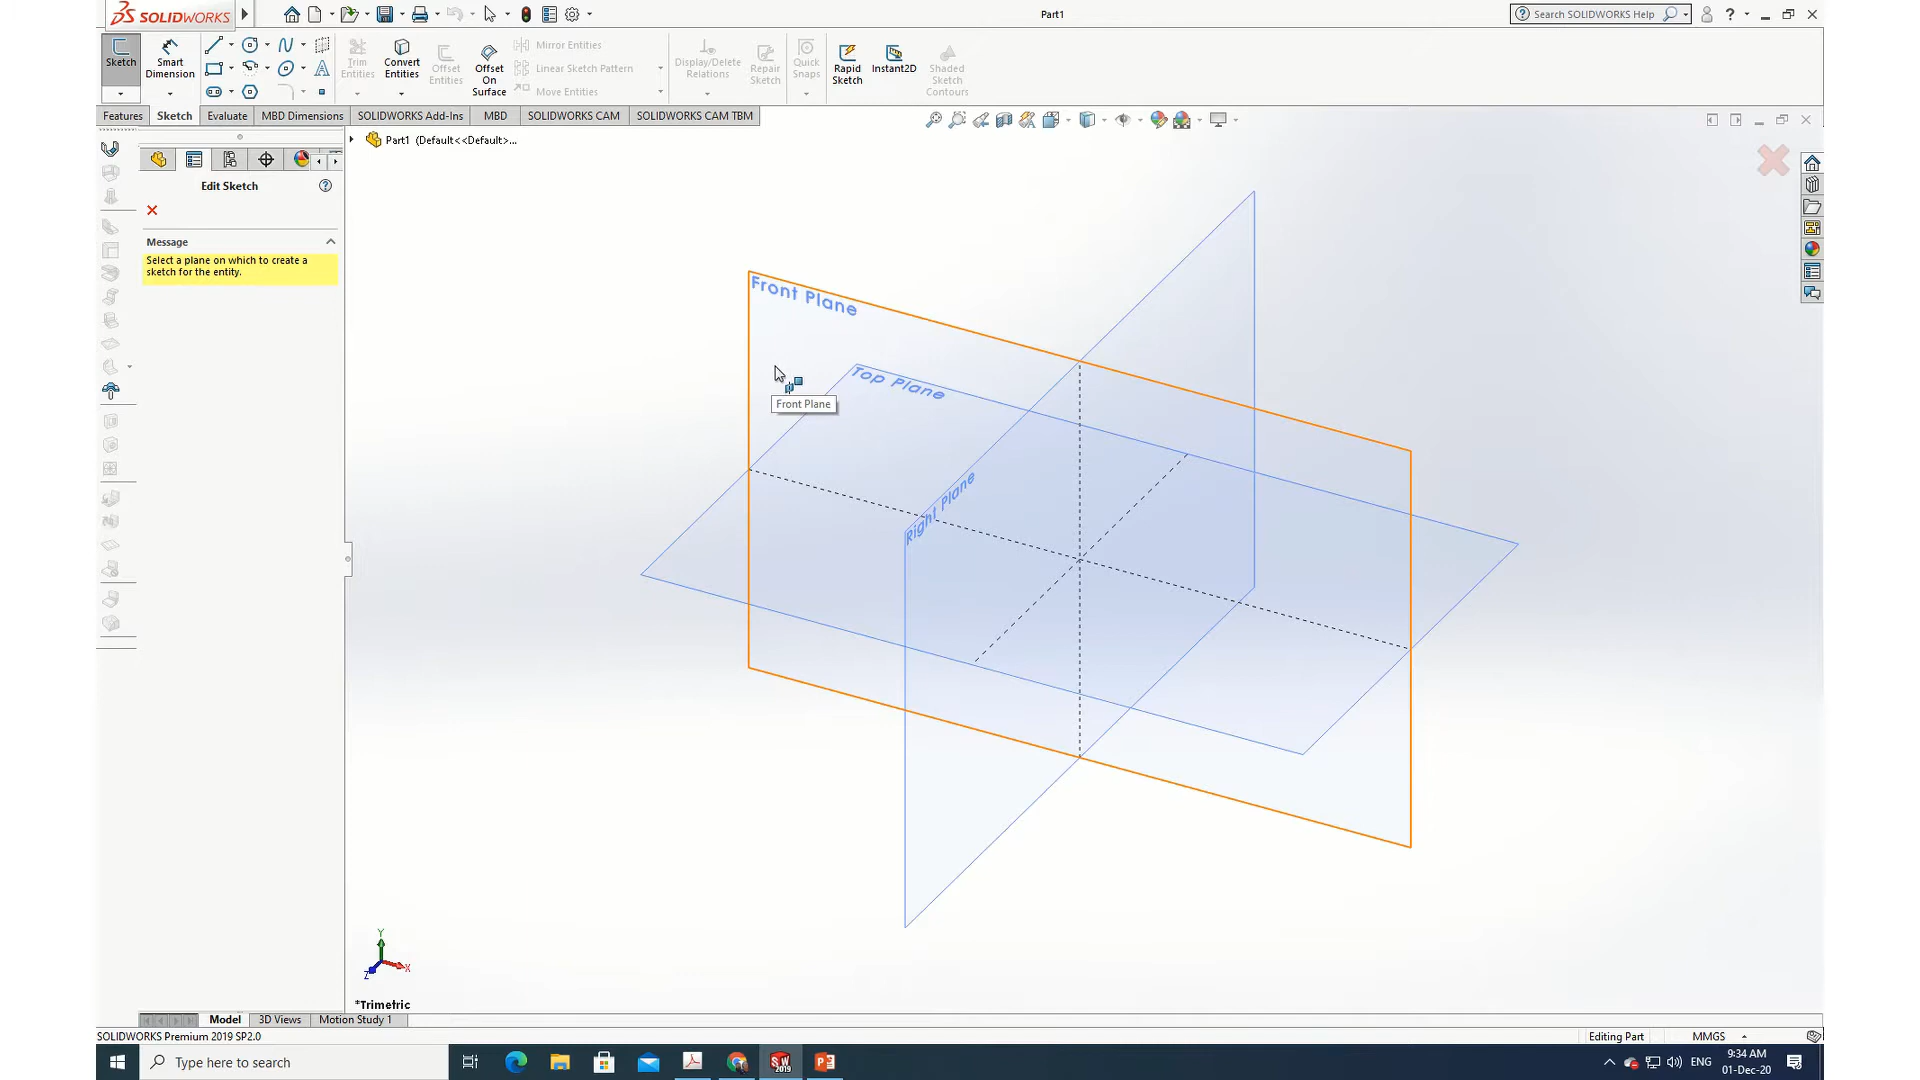 SOLIDWORKS
Part1
Search SOLIDWORKS Help
Sketch
Smart
Dimension
Trim
Entities
Convert
Entities
Offset
Entities
Offset
On
Surface
Mirror Entities
Linear Sketch Pattern
Move Entities
Display/Delete
Relations
Repair
Sketch
Quick
Snaps
Rapid
Sketch
Instant2D
Shaded
Sketch
Contours
Features
Sketch
Evaluate
MBD Dimensions
SOLIDWORKS Add-Ins
MBD
SOLIDWORKS CAM
SOLIDWORKS CAM TBM
Part1 (Default<<Default>...
Edit Sketch
Message
Select a plane on which to create a
sketch for the entity.
Front Plane
Top Plane
Front Plane
Right Plane
Y
X
Z
*Trimetric
Model
3D Views
Motion Study 1
SOLIDWORKS Premium 2019 SP2.0
Editing Part
MMGS
Type here to search
SW
2019
ENG
9:34 AM
01-Dec-20